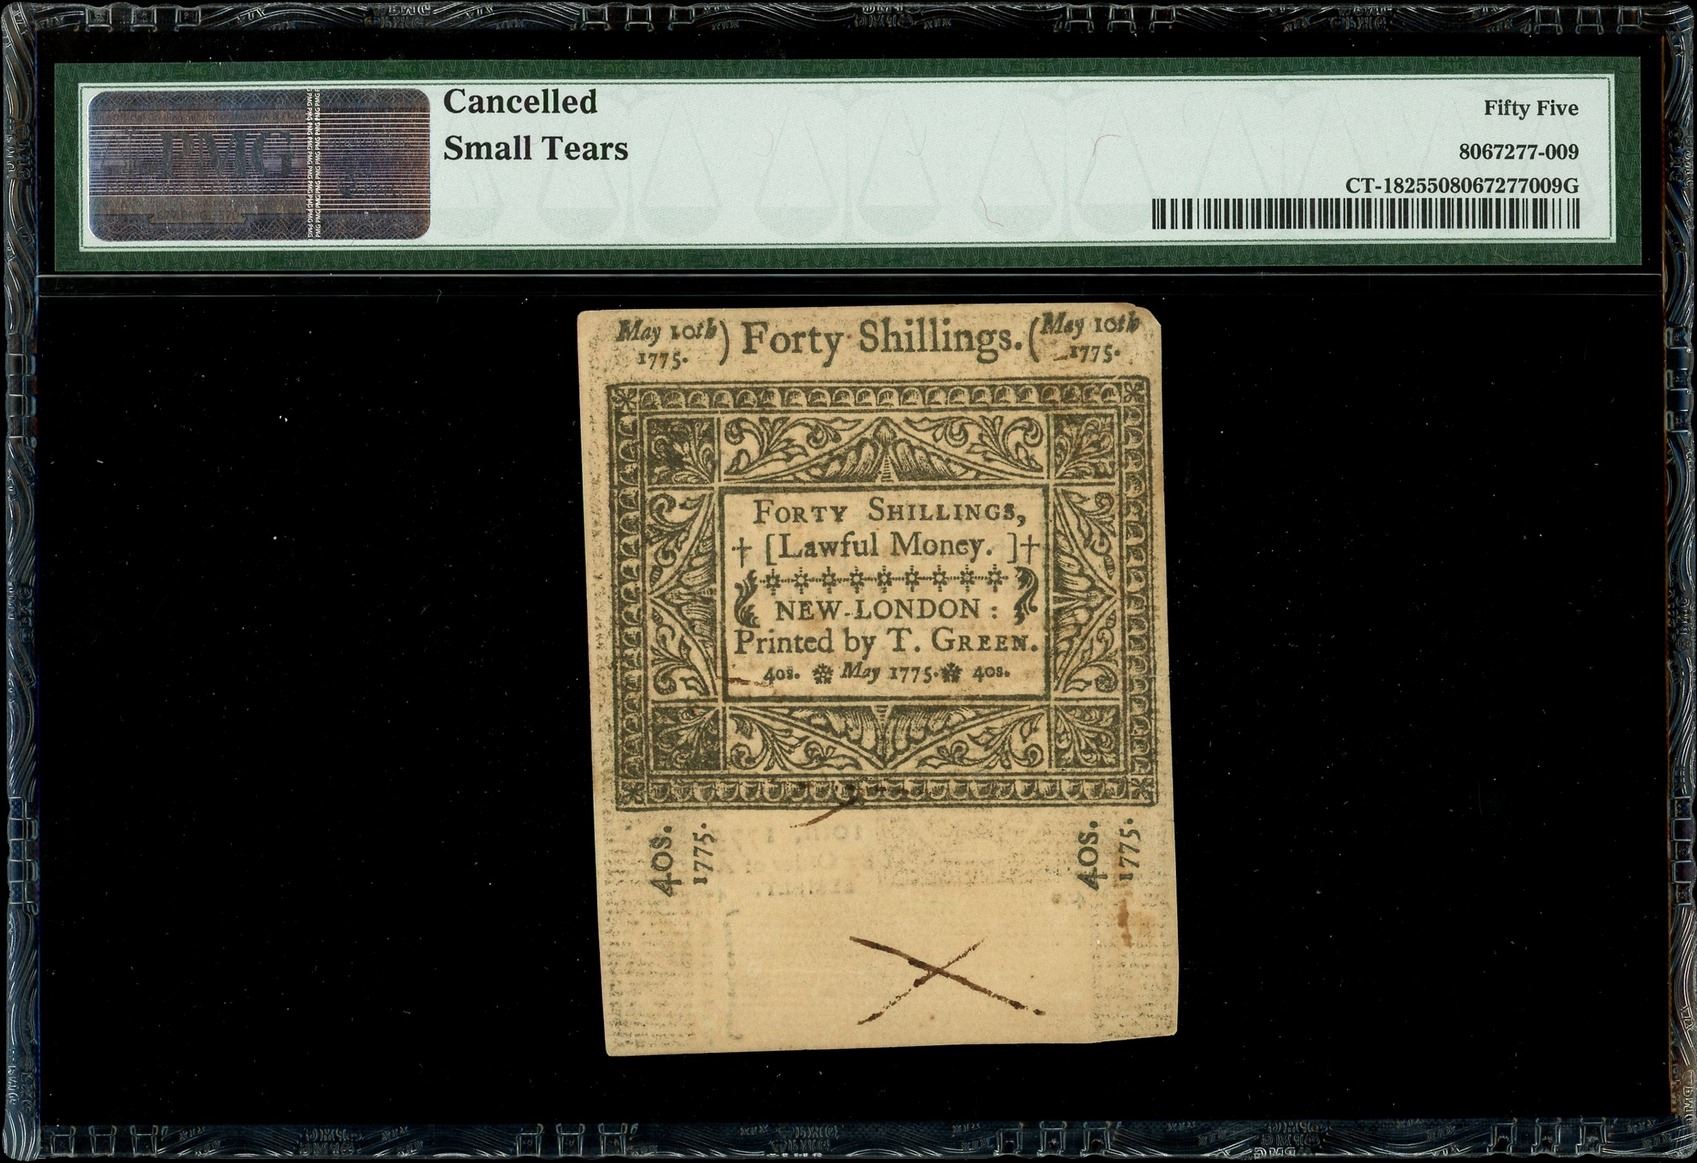 Cancelled
Small Tears
Fifty Five
8067277-009
CT-1825508067277009G
PMG
May 10th
1775.
) Forty Shillings. (
May 10th
1775.
FORTY SHILLINGS,
† [Lawful Money. ]†
NEW-LONDON :
Printed by T. GREEN.
40s. ❉ May 1775. ❉ 40s.
40s.
1775.
40s.
1775.